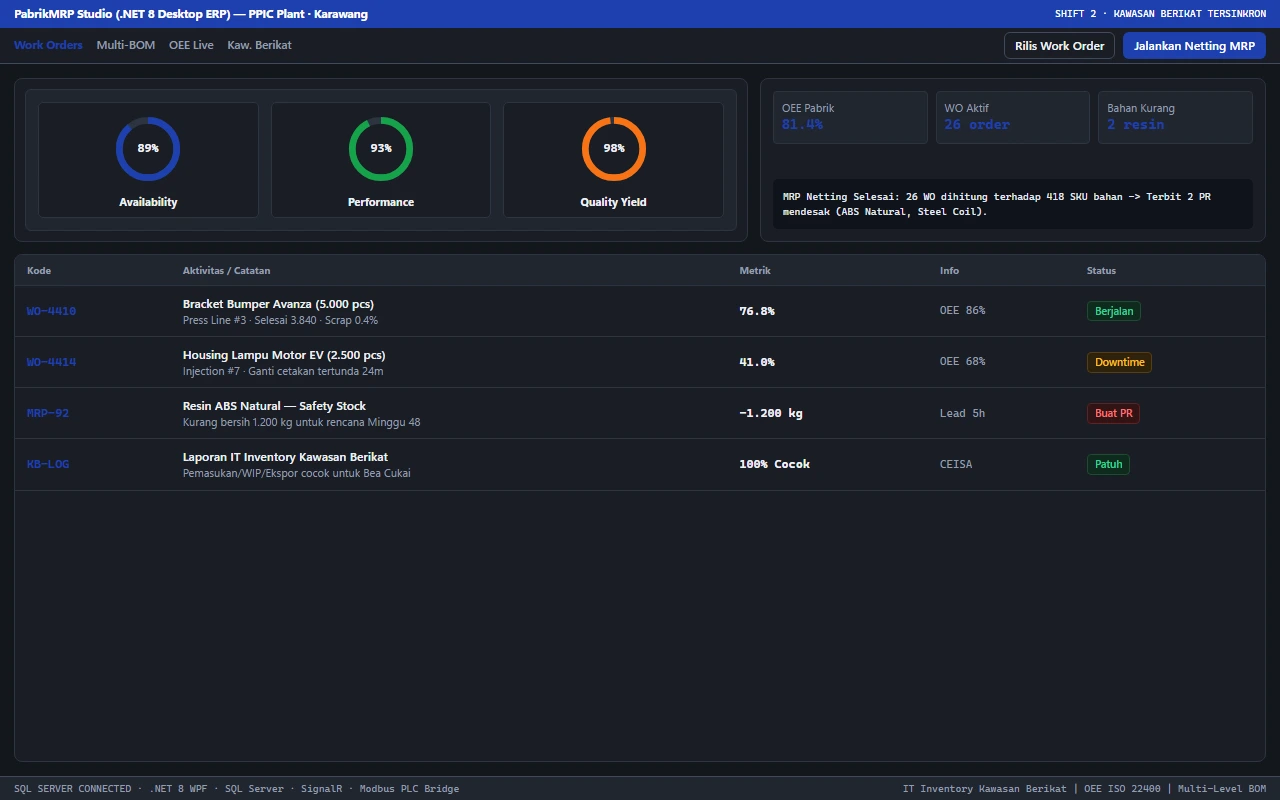 PabrikMRP Studio (.NET 8 Desktop ERP) — PPIC Plant · Karawang
SHIFT 2 · KAWASAN BERIKAT TERSINKRON
Work Orders Multi-BOM OEE Live Kaw. Berikat
Rilis Work Order Jalankan Netting MRP
89% 93% 98%
Availability Performance Quality Yield
OEE Pabrik WO Aktif Bahan Kurang
81.4% 26 order 2 resin
MRP Netting Selesai: 26 WO dihitung terhadap 418 SKU bahan -> Terbit 2 PR
mendesak (ABS Natural, Steel Coil).
Kode Aktivitas / Catatan Metrik Info Status
WO-4410 Bracket Bumper Avanza (5.000 pcs) 76.8% OEE 86% Berjalan
Press Line #3 · Selesai 3.840 · Scrap 0.4%
WO-4414 Housing Lampu Motor EV (2.500 pcs) 41.0% OEE 68% Downtime
Injection #7 · Ganti cetakan tertunda 24m
MRP-92 Resin ABS Natural — Safety Stock -1.200 kg Lead 5h Buat PR
Kurang bersih 1.200 kg untuk rencana Minggu 48
KB-LOG Laporan IT Inventory Kawasan Berikat 100% Cocok CEISA Patuh
Pemasukan/WIP/Ekspor cocok untuk Bea Cukai
SQL SERVER CONNECTED · .NET 8 WPF · SQL Server · SignalR · Modbus PLC Bridge
IT Inventory Kawasan Berikat | OEE ISO 22400 | Multi-Level BOM